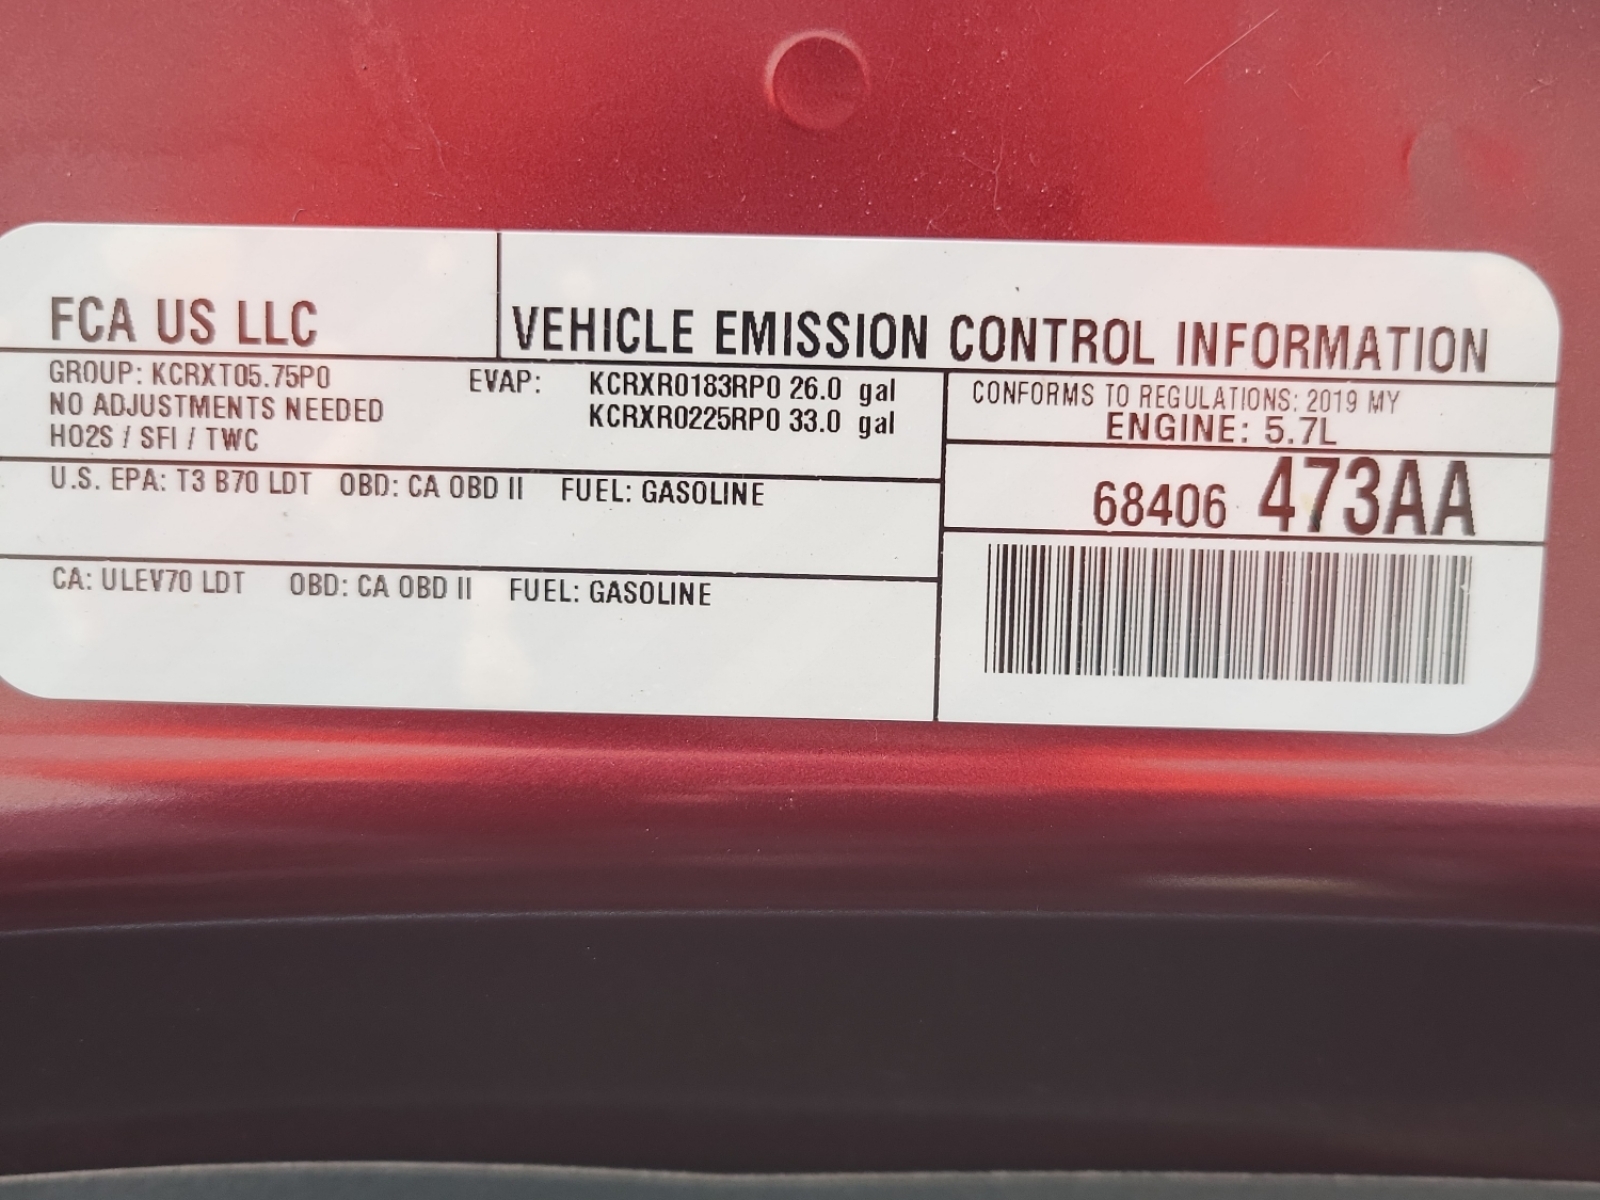 FCA US LLC
VEHICLE EMISSION CONTROL INFORMATION
GROUP: KCRXT05.75P0
NO ADJUSTMENTS NEEDED
HO2S / SFI / TWC
EVAP: KCRXR0183RP0 26.0 gal
KCRXR0225RP0 33.0 gal
CONFORMS TO REGULATIONS: 2019 MY
ENGINE: 5.7L
U.S. EPA: T3 B70 LDT OBD: CA OBD II FUEL: GASOLINE
68406 473AA
CA: ULEV70 LDT OBD: CA OBD II FUEL: GASOLINE